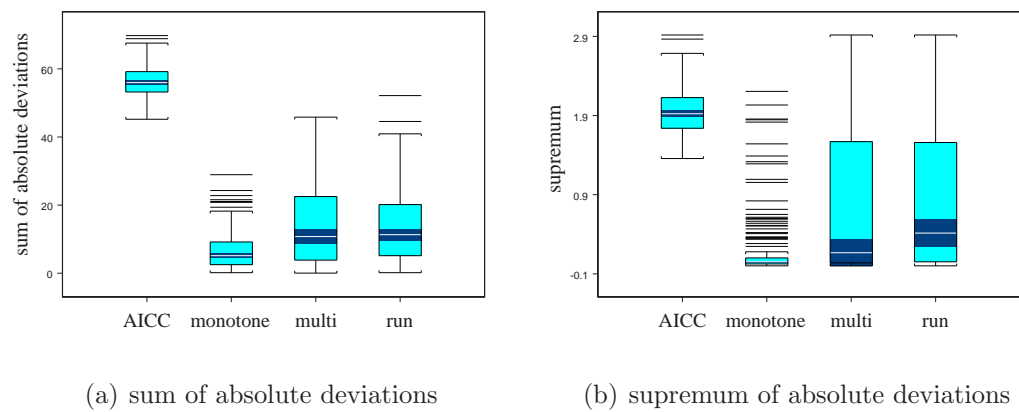 sum of absolute deviations
60
40
20
0
AICC monotone multi run
(a) sum of absolute deviations
supremum
2.9
1.9
0.9
-0.1
AICC monotone multi run
(b) supremum of absolute deviations